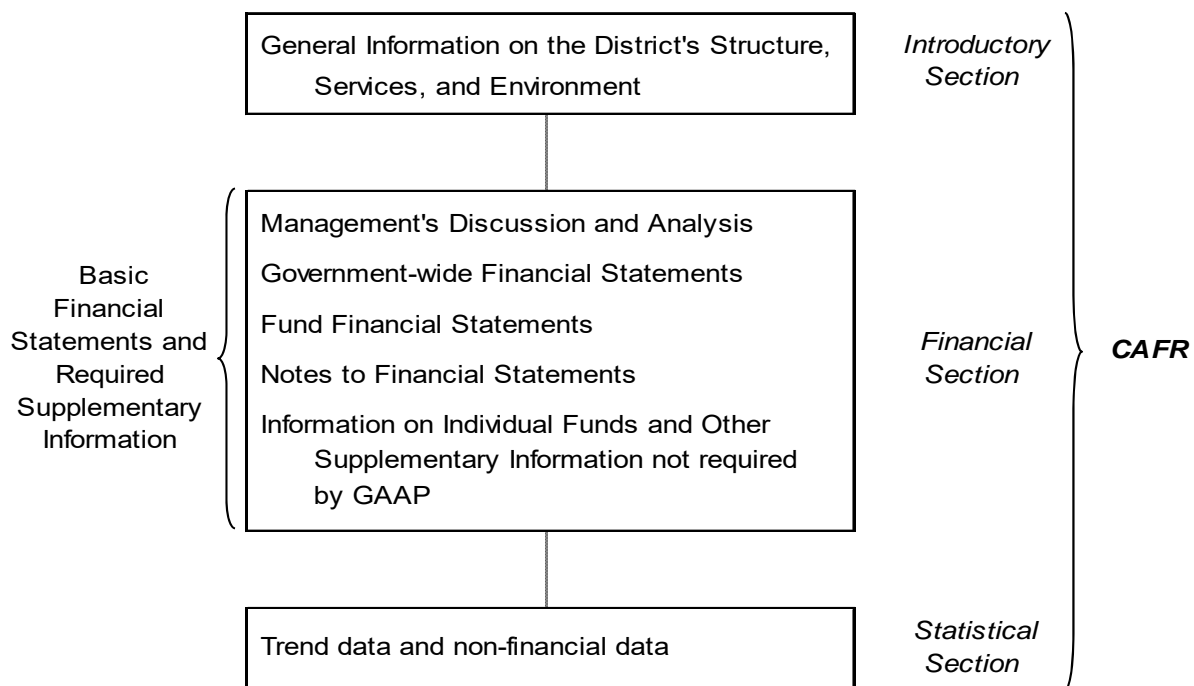 General Information on the District's Structure,
Services, and Environment
Introductory
Section
Basic
Financial
Statements and
Required
Supplementary
Information
Management's Discussion and Analysis
Government-wide Financial Statements
Fund Financial Statements
Notes to Financial Statements
Information on Individual Funds and Other
Supplementary Information not required
by GAAP
Financial
Section
CAFR
Trend data and non-financial data
Statistical
Section